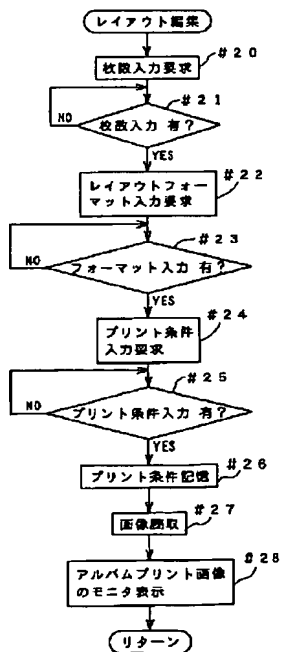 レイアウト編集
#20
枚数入力要求
#21
枚数入力 有?
NO
YES
#22
レイアウトフォー
マット入力要求
#23
フォーマット入力 有?
NO
YES
#24
プリント条件
入力要求
#25
プリント条件入力 有?
NO
YES
#26
プリント条件記憶
#27
画像読取
#28
アルバムプリント画像
のモニタ表示
リターン